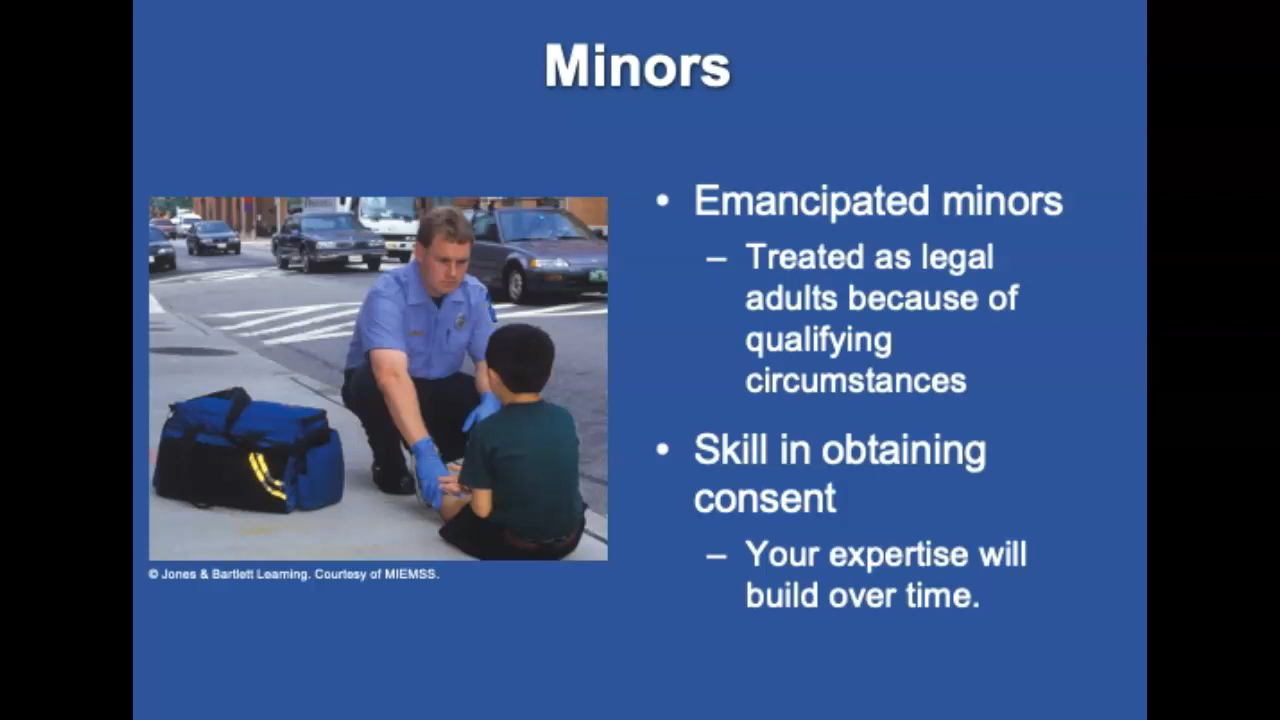 Minors
• Emancipated minors
– Treated as legal
adults because of
qualifying
circumstances
• Skill in obtaining
consent
– Your expertise will
build over time.
© Jones & Bartlett Learning. Courtesy of MIEMSS.